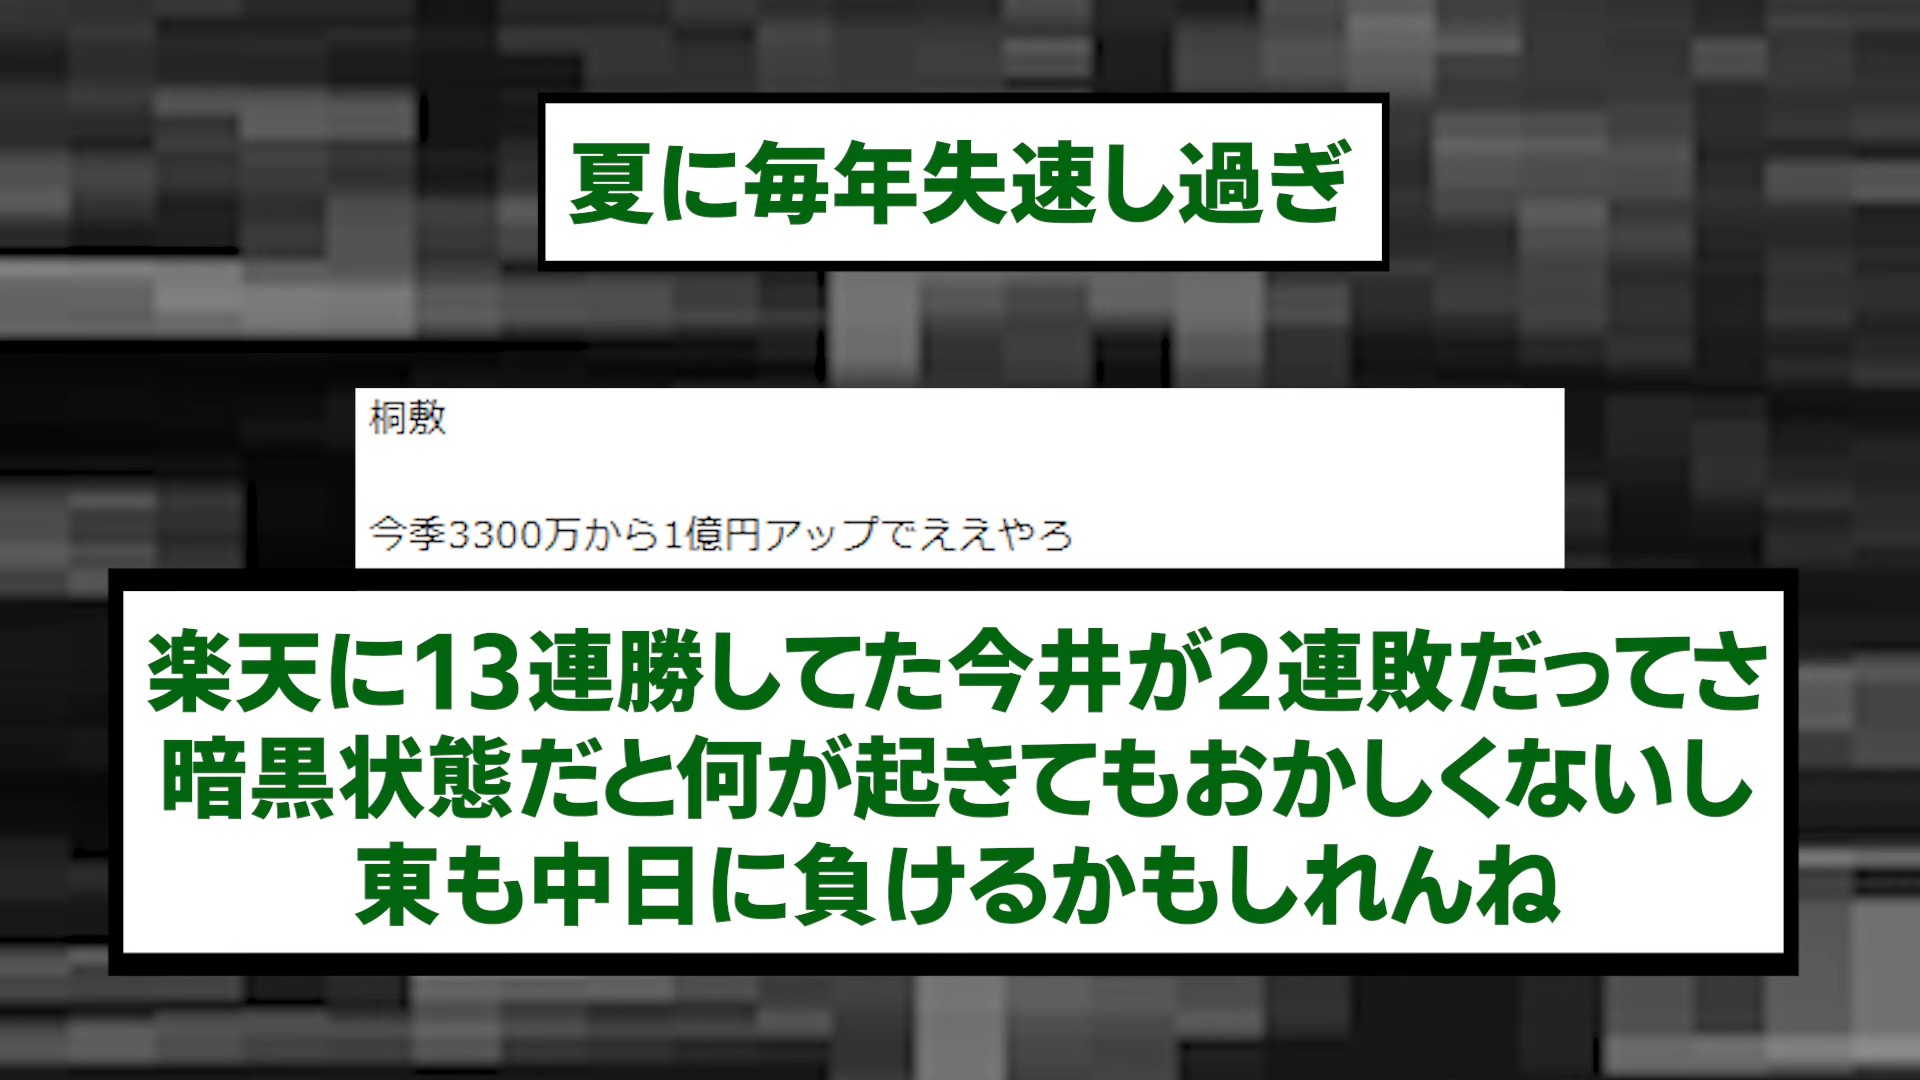 夏に毎年失速し過ぎ
桐敷
今季3300万から1億円アップでええやろ
楽天に13連勝してた今井が2連敗だってさ
暗黒状態だと何が起きてもおかしくないし
東も中日に負けるかもしれんね